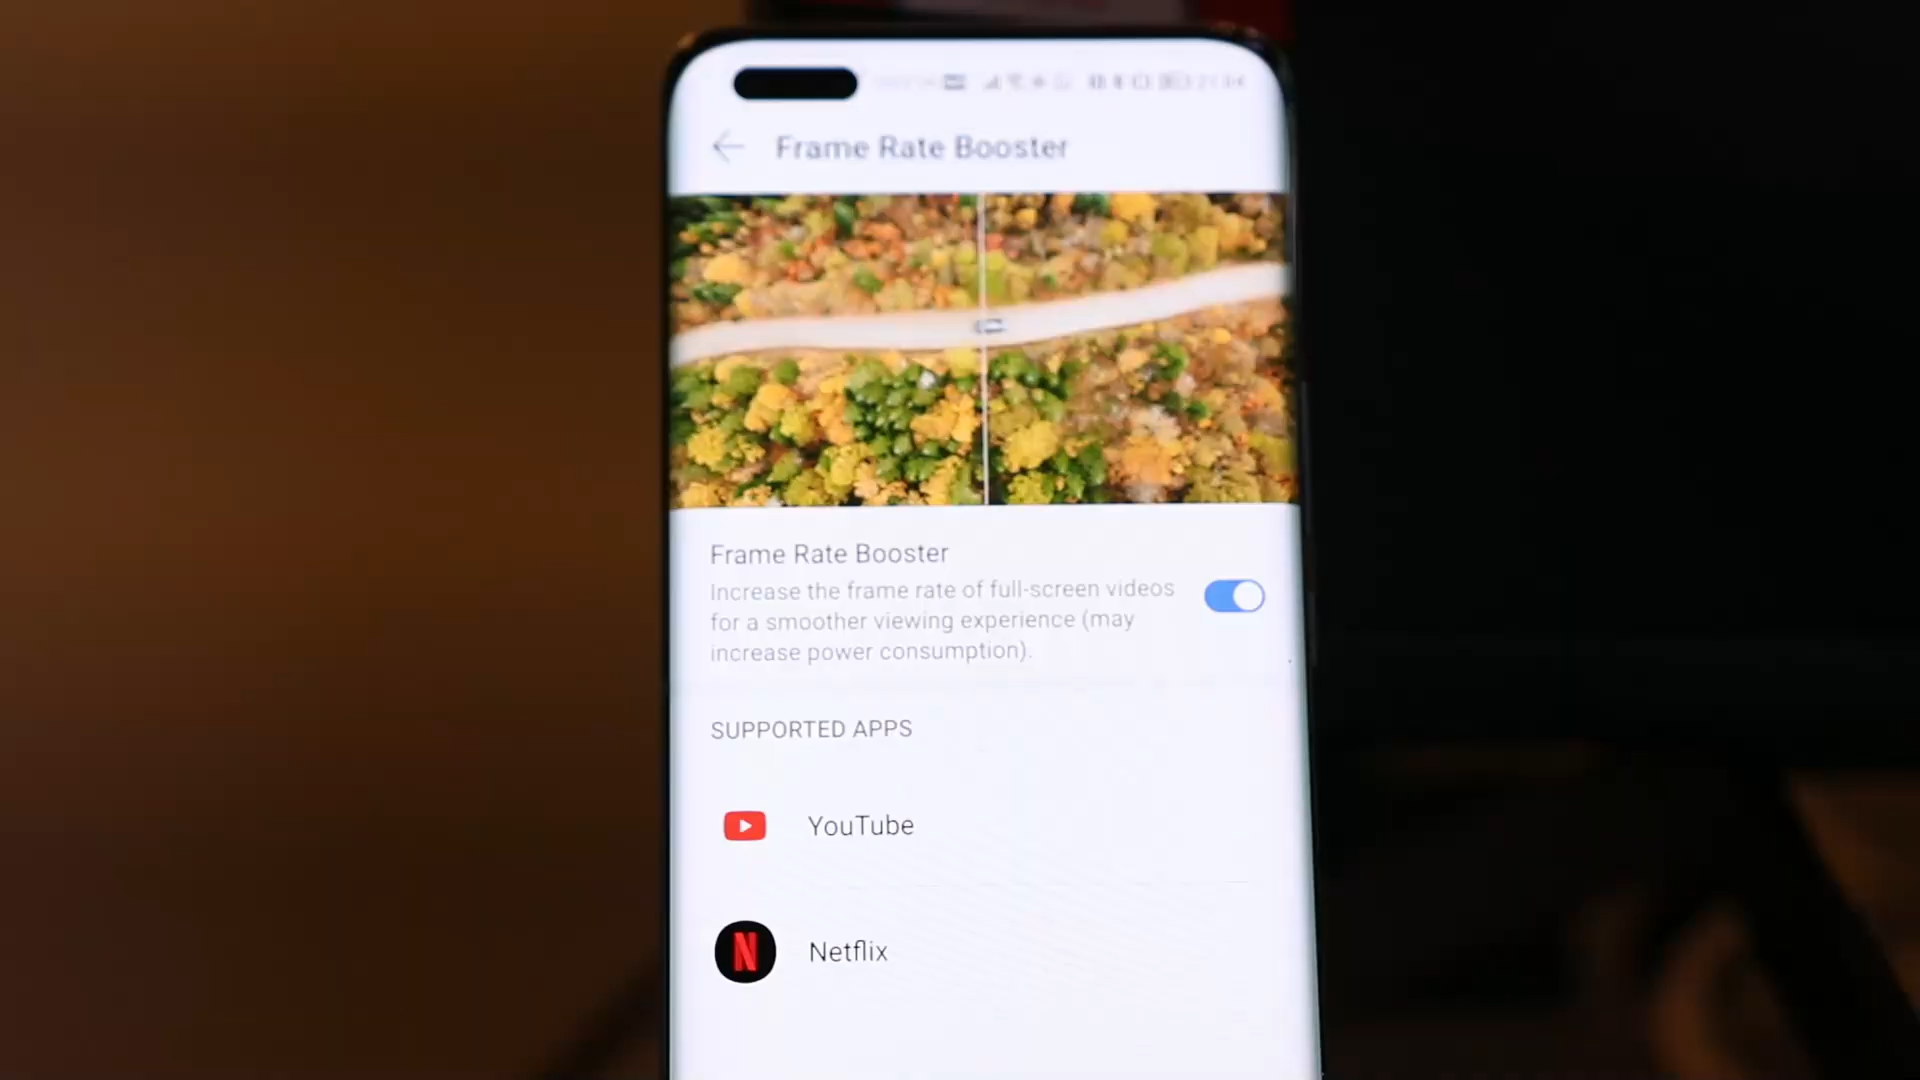 Frame Rate Booster
Frame Rate Booster
Increase the frame rate of full-screen videos
for a smoother viewing experience (may
increase power consumption).
SUPPORTED APPS
YouTube
N
Netflix